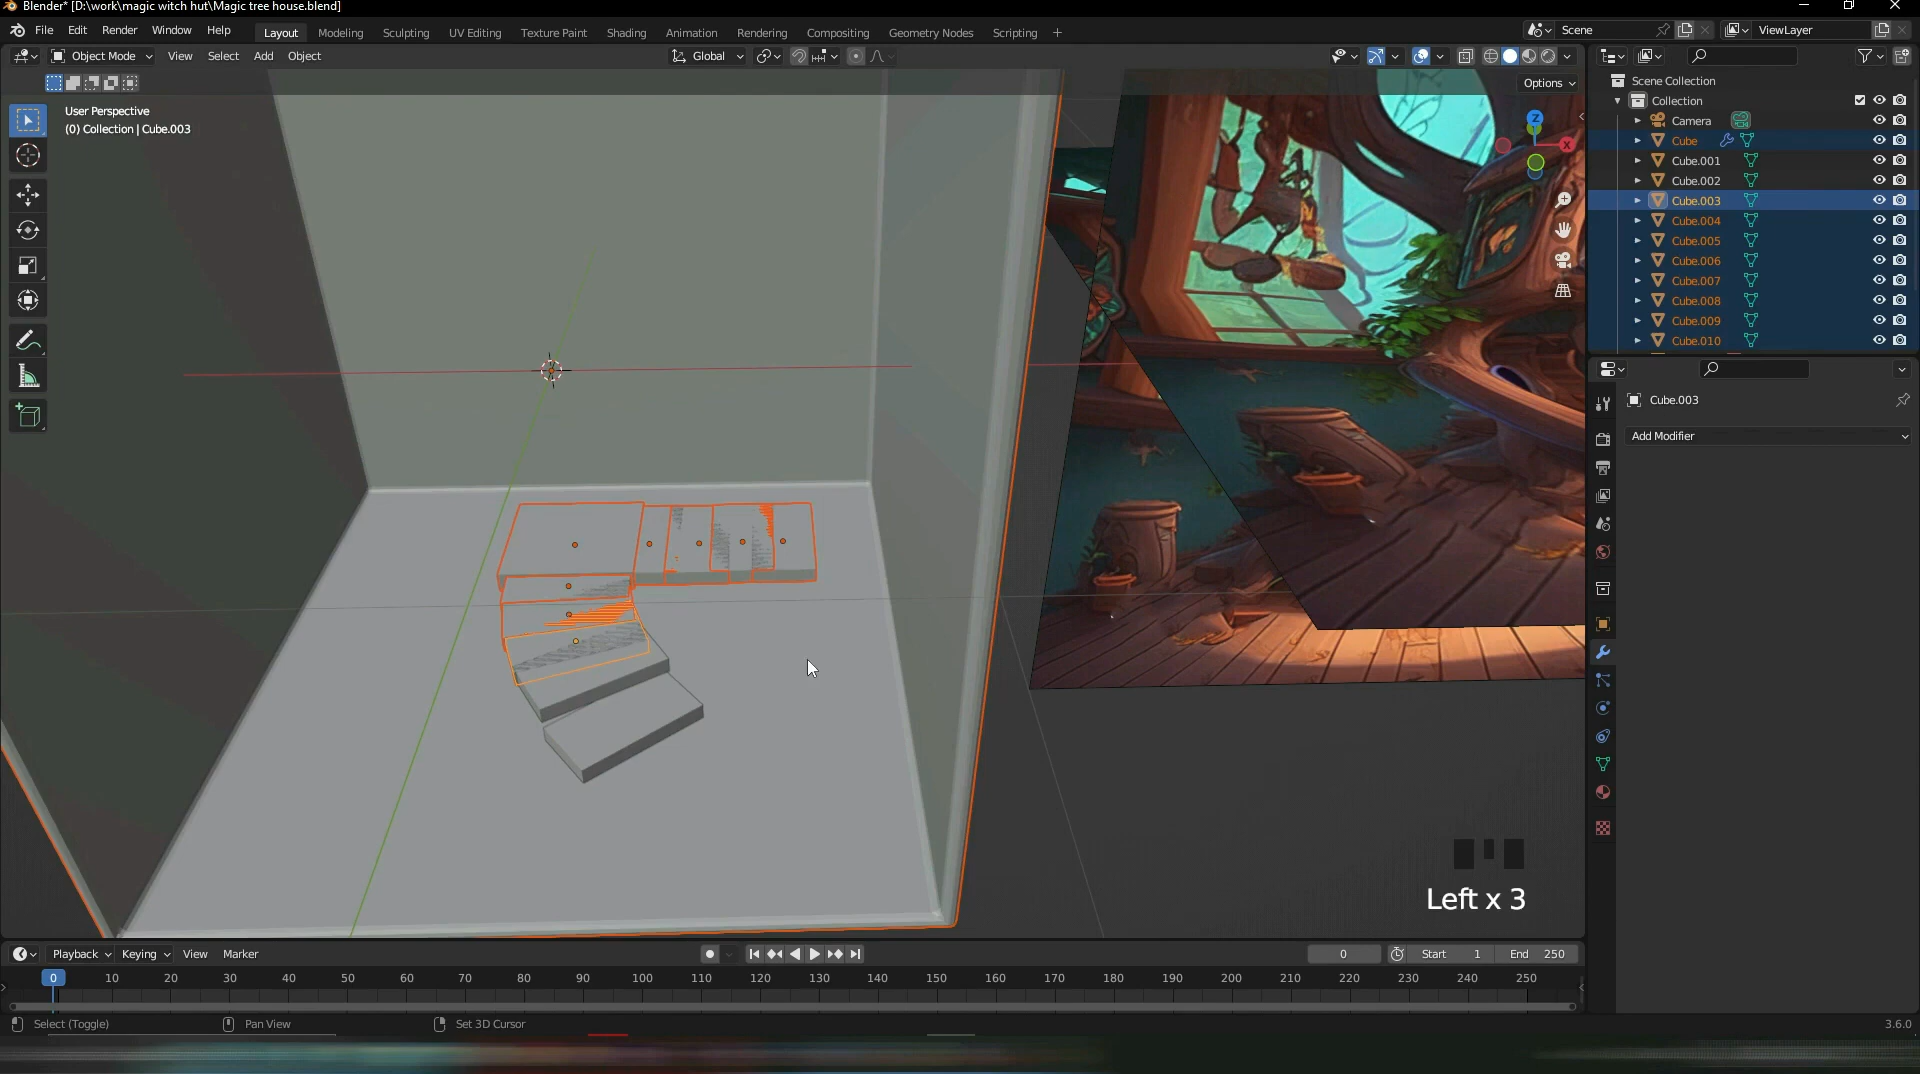 Blender* [D:\work\magic witch hut\Magic tree house.blend]
File Edit Render Window Help
Layout Modeling Sculpting UV Editing Texture Paint Shading Animation Rendering Compositing Geometry Nodes Scripting +
Scene
ViewLayer
Object Mode View Select Add Object
Global
Options
User Perspective
(0) Collection | Cube.003
Z
X
Scene Collection
Collection
Camera
Cube
Cube.001
Cube.002
Cube.003
Cube.004
Cube.005
Cube.006
Cube.007
Cube.008
Cube.009
Cube.010
Cube.003
Add Modifier
Left x 3
Playback Keying View Marker
0
Start 1
End 250
0 10 20 30 40 50 60 70 80 90 100 110 120 130 140 150 160 170 180 190 200 210 220 230 240 250
Select (Toggle)
Pan View
Set 3D Cursor
3.6.0